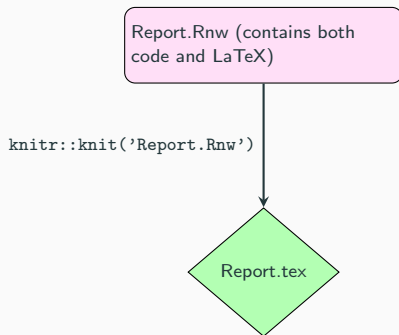 Report.Rnw (contains both
code and LaTeX)
knitr::knit('Report.Rnw')
Report.tex